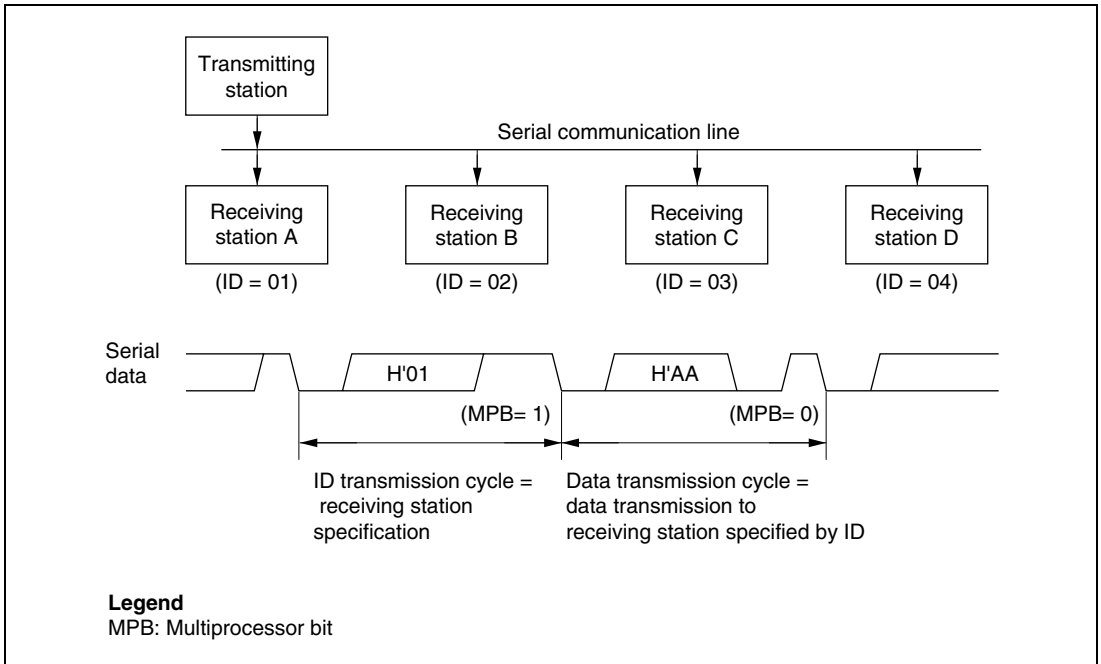 Transmitting
station
Serial communication line
Receiving
station A
Receiving
station B
Receiving
station C
Receiving
station D
(ID = 01)
(ID = 02)
(ID = 03)
(ID = 04)
Serial
data
H'01
H'AA
(MPB= 1)
(MPB= 0)
ID transmission cycle =
receiving station
specification
Data transmission cycle =
data transmission to
receiving station specified by ID
Legend
MPB: Multiprocessor bit